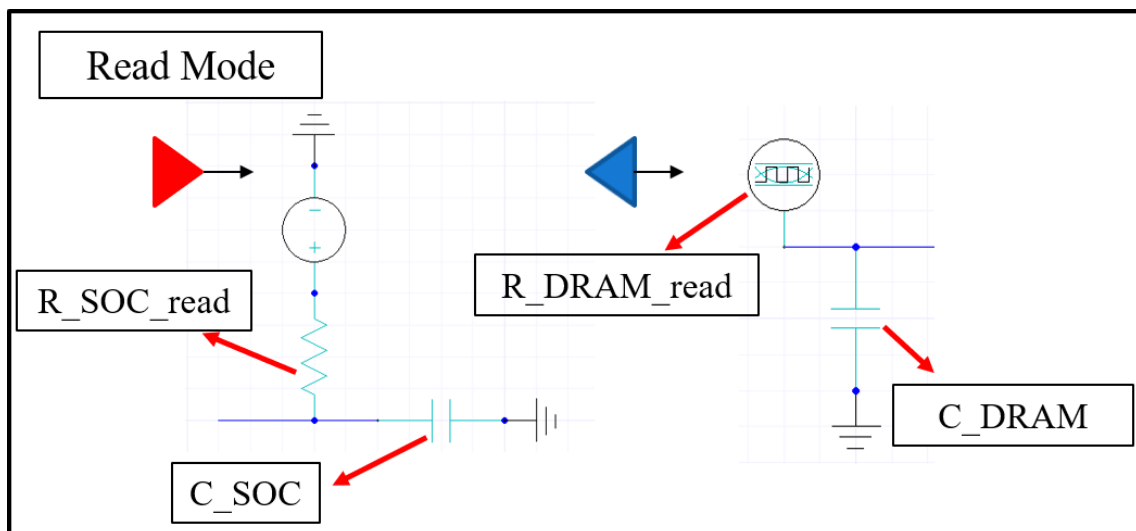 Read Mode
R_SOC_read
R_DRAM_read
C_DRAM
C_SOC